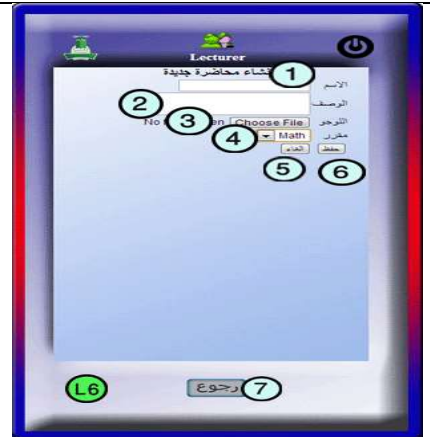 Lecturer
إنشاء محاضرة جديدة 1
الاسم
الوصف 2
اللوجو Choose File 3 No
مقرر Math 4
حفظ الغاء
5 6
L6 رجوع 7